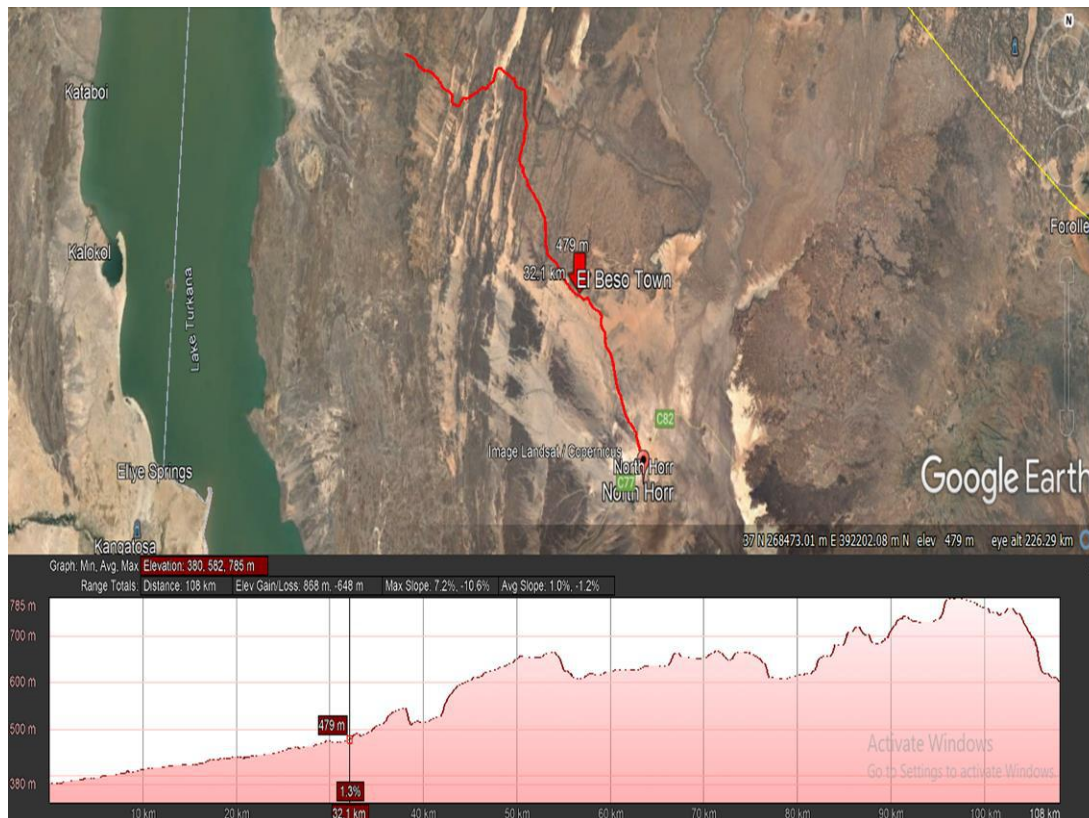 N
Kataboi
Forolle
Kalokol
479 m
32.1 km
El Beso Town
Lake Turkana
C82
Image Landsat / Copernicus
North Horr
C77
North Horr
Eliye Springs
Google Earth
Kangatosa
37 N 268473.01 m E 392202.08 m N elev 479 m eye alt 226.29 km
Graph: Min, Avg, Max Elevation: 380, 582, 785 m
Range Totals: Distance: 108 km Elev Gain/Loss: 868 m, -648 m Max Slope: 7.2%, -10.6% Avg Slope: 1.0%, -1.2%
785 m
700 m
600 m
500 m
479 m
380 m
Activate Windows
Go to Settings to activate Windows.
1.3%
10 km 20 km 32.1 km 40 km 50 km 60 km 70 km 80 km 90 km 100 km 108 km